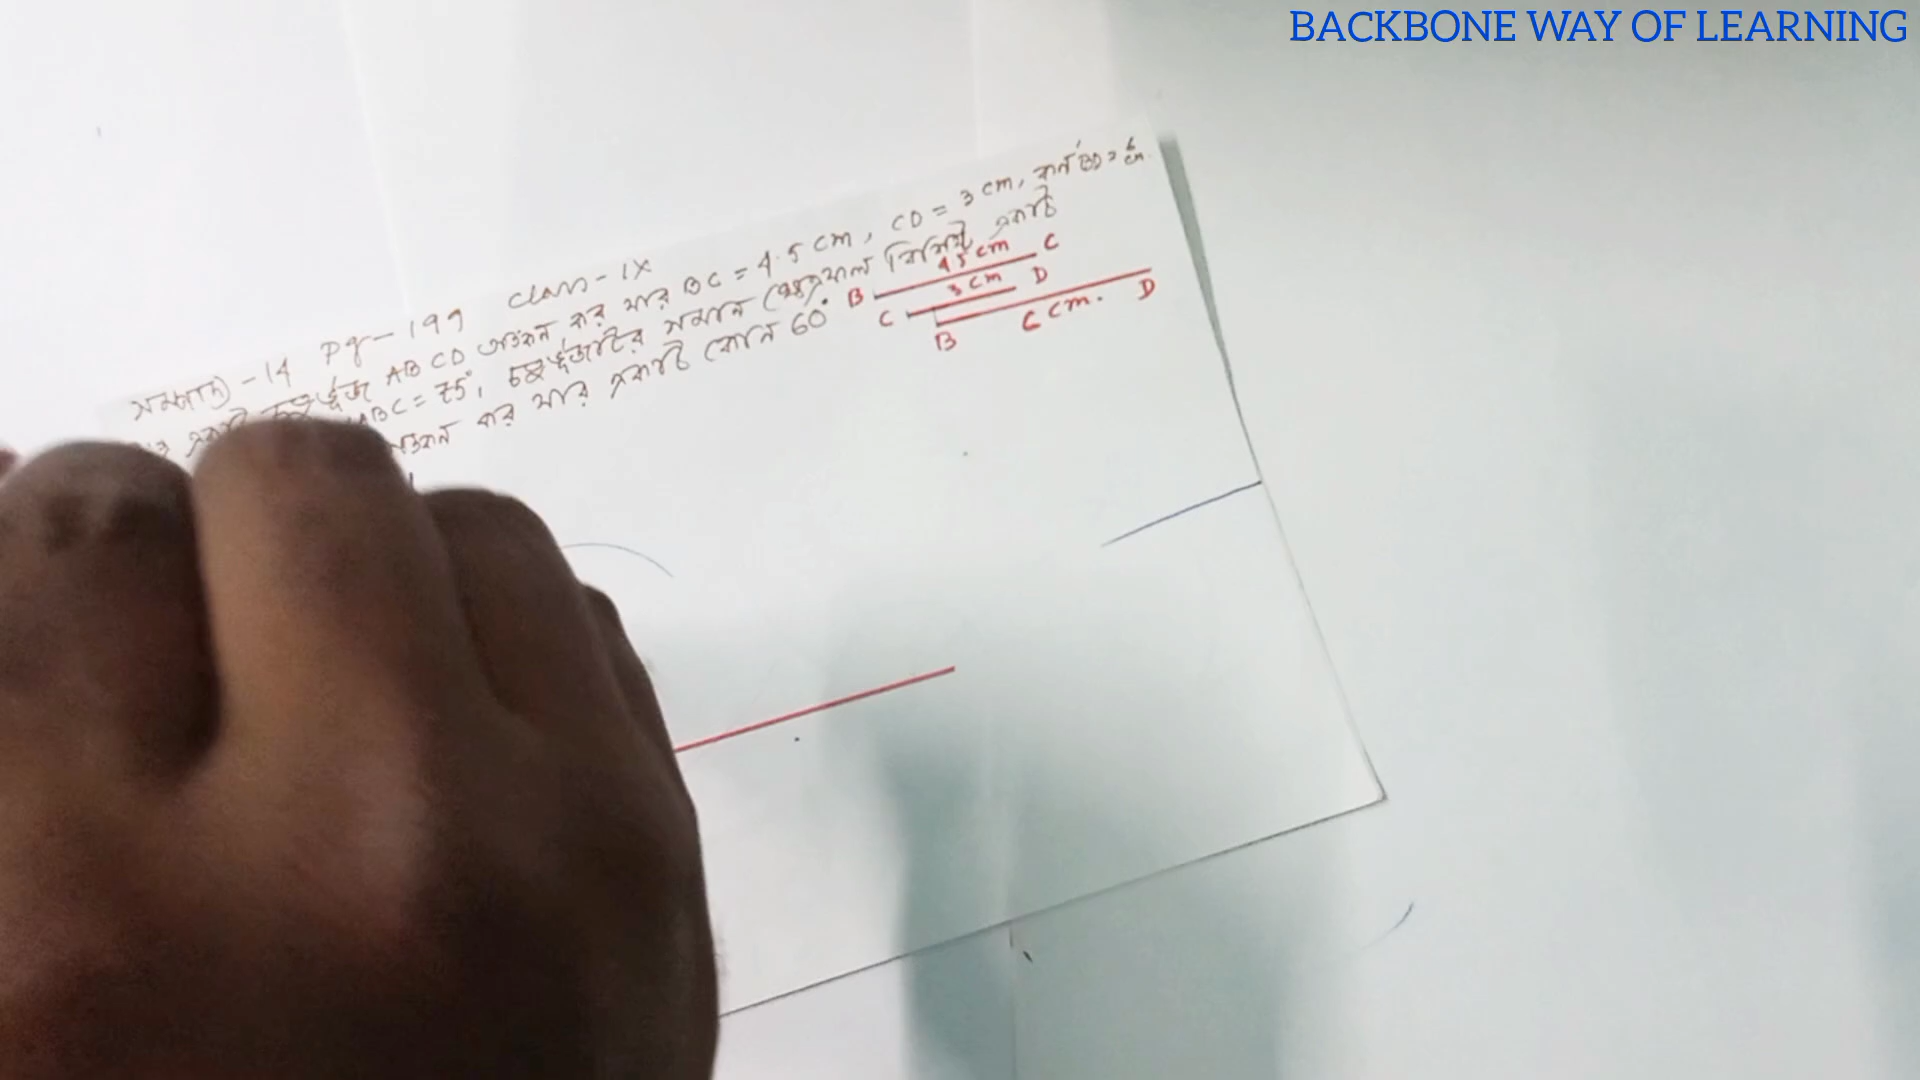 BACKBONE WAY OF LEARNING
সম্পাদ্য - 14 Pg - 199 Class - IX
একটি চতুর্ভুজ ABCD অঙ্কন কর যার BC = 4.5 cm, CD = 3 cm, কর্ণ BD = 6 cm.
ABC = 75°, চতুর্ভুজটির সমান ক্ষেত্রফল বিশিষ্ট একটি
অঙ্কন কর যার একটি কোন 60°
B 4.5 cm C
C 3 cm D
B 6 cm. D